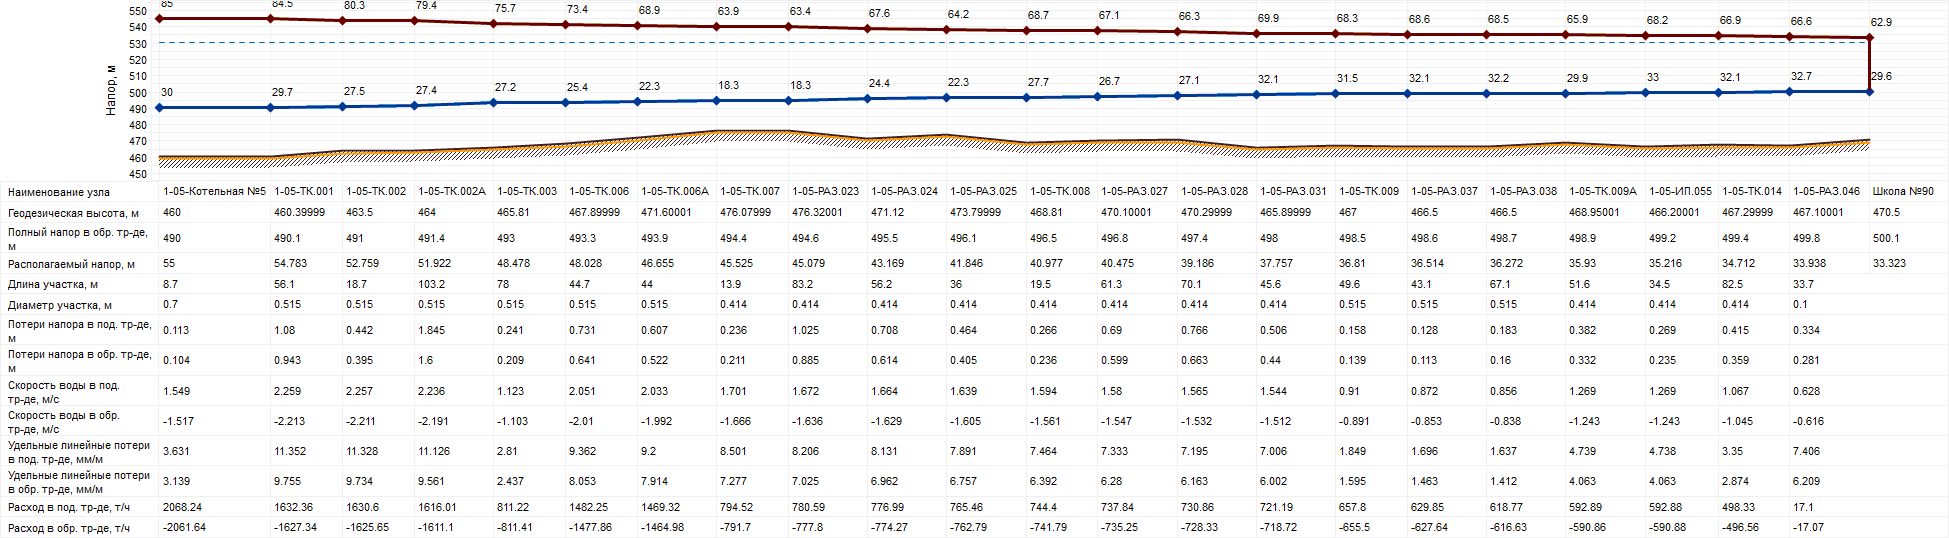 85 84.5 80.3 79.4 75.7 73.4 68.9 63.9 63.4 67.6 64.2 68.7 67.1 66.3 69.9 68.3 68.6 68.5 65.9 68.2 66.9 66.6 62.9
550
540
530
520
510
500
490
480
470
460
450
Напор, м
30 29.7 27.5 27.4 27.2 25.4 22.3 18.3 18.3 24.4 22.3 27.7 26.7 27.1 32.1 31.5 32.1 32.2 29.9 33 32.1 32.7 29.6
Наименование узла 1-05-Котельная №5 1-05-ТК.001 1-05-ТК.002 1-05-ТК.002А 1-05-ТК.003 1-05-ТК.006 1-05-ТК.006А 1-05-ТК.007 1-05-РАЗ.023 1-05-РАЗ.024 1-05-РАЗ.025 1-05-ТК.008 1-05-РАЗ.027 1-05-РАЗ.028 1-05-РАЗ.031 1-05-ТК.009 1-05-РАЗ.037 1-05-РАЗ.038 1-05-ТК.009А 1-05-ИП.055 1-05-ТК.014 1-05-РАЗ.046 Школа №90
Геодезическая высота, м 460 460.39999 463.5 464 465.81 467.89999 471.60001 476.07999 476.32001 471.12 473.79999 468.81 470.10001 470.29999 465.89999 467 466.5 466.5 468.95001 466.20001 467.29999 467.10001 470.5
Полный напор в обр. тр-де,
м
490 490.1 491 491.4 493 493.3 493.9 494.4 494.6 495.5 496.1 496.5 496.8 497.4 498 498.5 498.6 498.7 498.9 499.2 499.4 499.8 500.1
Располагаемый напор, м 55 54.783 52.759 51.922 48.478 48.028 46.655 45.525 45.079 43.169 41.846 40.977 40.475 39.186 37.757 36.81 36.514 36.272 35.93 35.216 34.712 33.938 33.323
Длина участка, м 8.7 56.1 18.7 103.2 78 44.7 44 13.9 83.2 56.2 36 19.5 61.3 70.1 45.6 49.6 43.1 67.1 51.6 34.5 82.5 33.7
Диаметр участка, м 0.7 0.515 0.515 0.515 0.515 0.515 0.515 0.414 0.414 0.414 0.414 0.414 0.414 0.414 0.414 0.515 0.515 0.515 0.414 0.414 0.414 0.1
Потери напора в под. тр-де,
м
0.113 1.08 0.442 1.845 0.241 0.731 0.607 0.236 1.025 0.708 0.464 0.266 0.69 0.766 0.506 0.158 0.128 0.183 0.382 0.269 0.415 0.334
Потери напора в обр. тр-де,
м
0.104 0.943 0.395 1.6 0.209 0.641 0.522 0.211 0.885 0.614 0.405 0.236 0.599 0.663 0.44 0.139 0.113 0.16 0.332 0.235 0.359 0.281
Скорость воды в под.
тр-де, м/с
1.549 2.259 2.257 2.236 1.123 2.051 2.033 1.701 1.672 1.664 1.639 1.594 1.58 1.565 1.544 0.91 0.872 0.856 1.269 1.269 1.067 0.628
Скорость воды в обр.
тр-де, м/с
-1.517 -2.213 -2.211 -2.191 -1.103 -2.01 -1.992 -1.666 -1.636 -1.629 -1.605 -1.561 -1.547 -1.532 -1.512 -0.891 -0.853 -0.838 -1.243 -1.243 -1.045 -0.616
Удельные линейные потери
в под. тр-де, мм/м
3.631 11.352 11.328 11.126 2.81 9.362 9.2 8.501 8.206 8.131 7.891 7.464 7.333 7.195 7.006 1.849 1.696 1.637 4.739 4.738 3.35 7.406
Удельные линейные потери
в обр. тр-де, мм/м
3.139 9.755 9.734 9.561 2.437 8.053 7.914 7.277 7.025 6.962 6.757 6.392 6.28 6.163 6.002 1.595 1.463 1.412 4.063 4.063 2.874 6.209
Расход в под. тр-де, т/ч 2068.24 1632.36 1630.6 1616.01 811.22 1482.25 1469.32 794.52 780.59 776.99 765.46 744.4 737.84 730.86 721.19 657.8 629.85 618.77 592.89 592.88 498.33 17.1
Расход в обр. тр-де, т/ч -2061.64 -1627.34 -1625.65 -1611.1 -811.41 -1477.86 -1464.98 -791.7 -777.8 -774.27 -762.79 -741.79 -735.25 -728.33 -718.72 -655.5 -627.64 -616.63 -590.86 -590.88 -496.56 -17.07